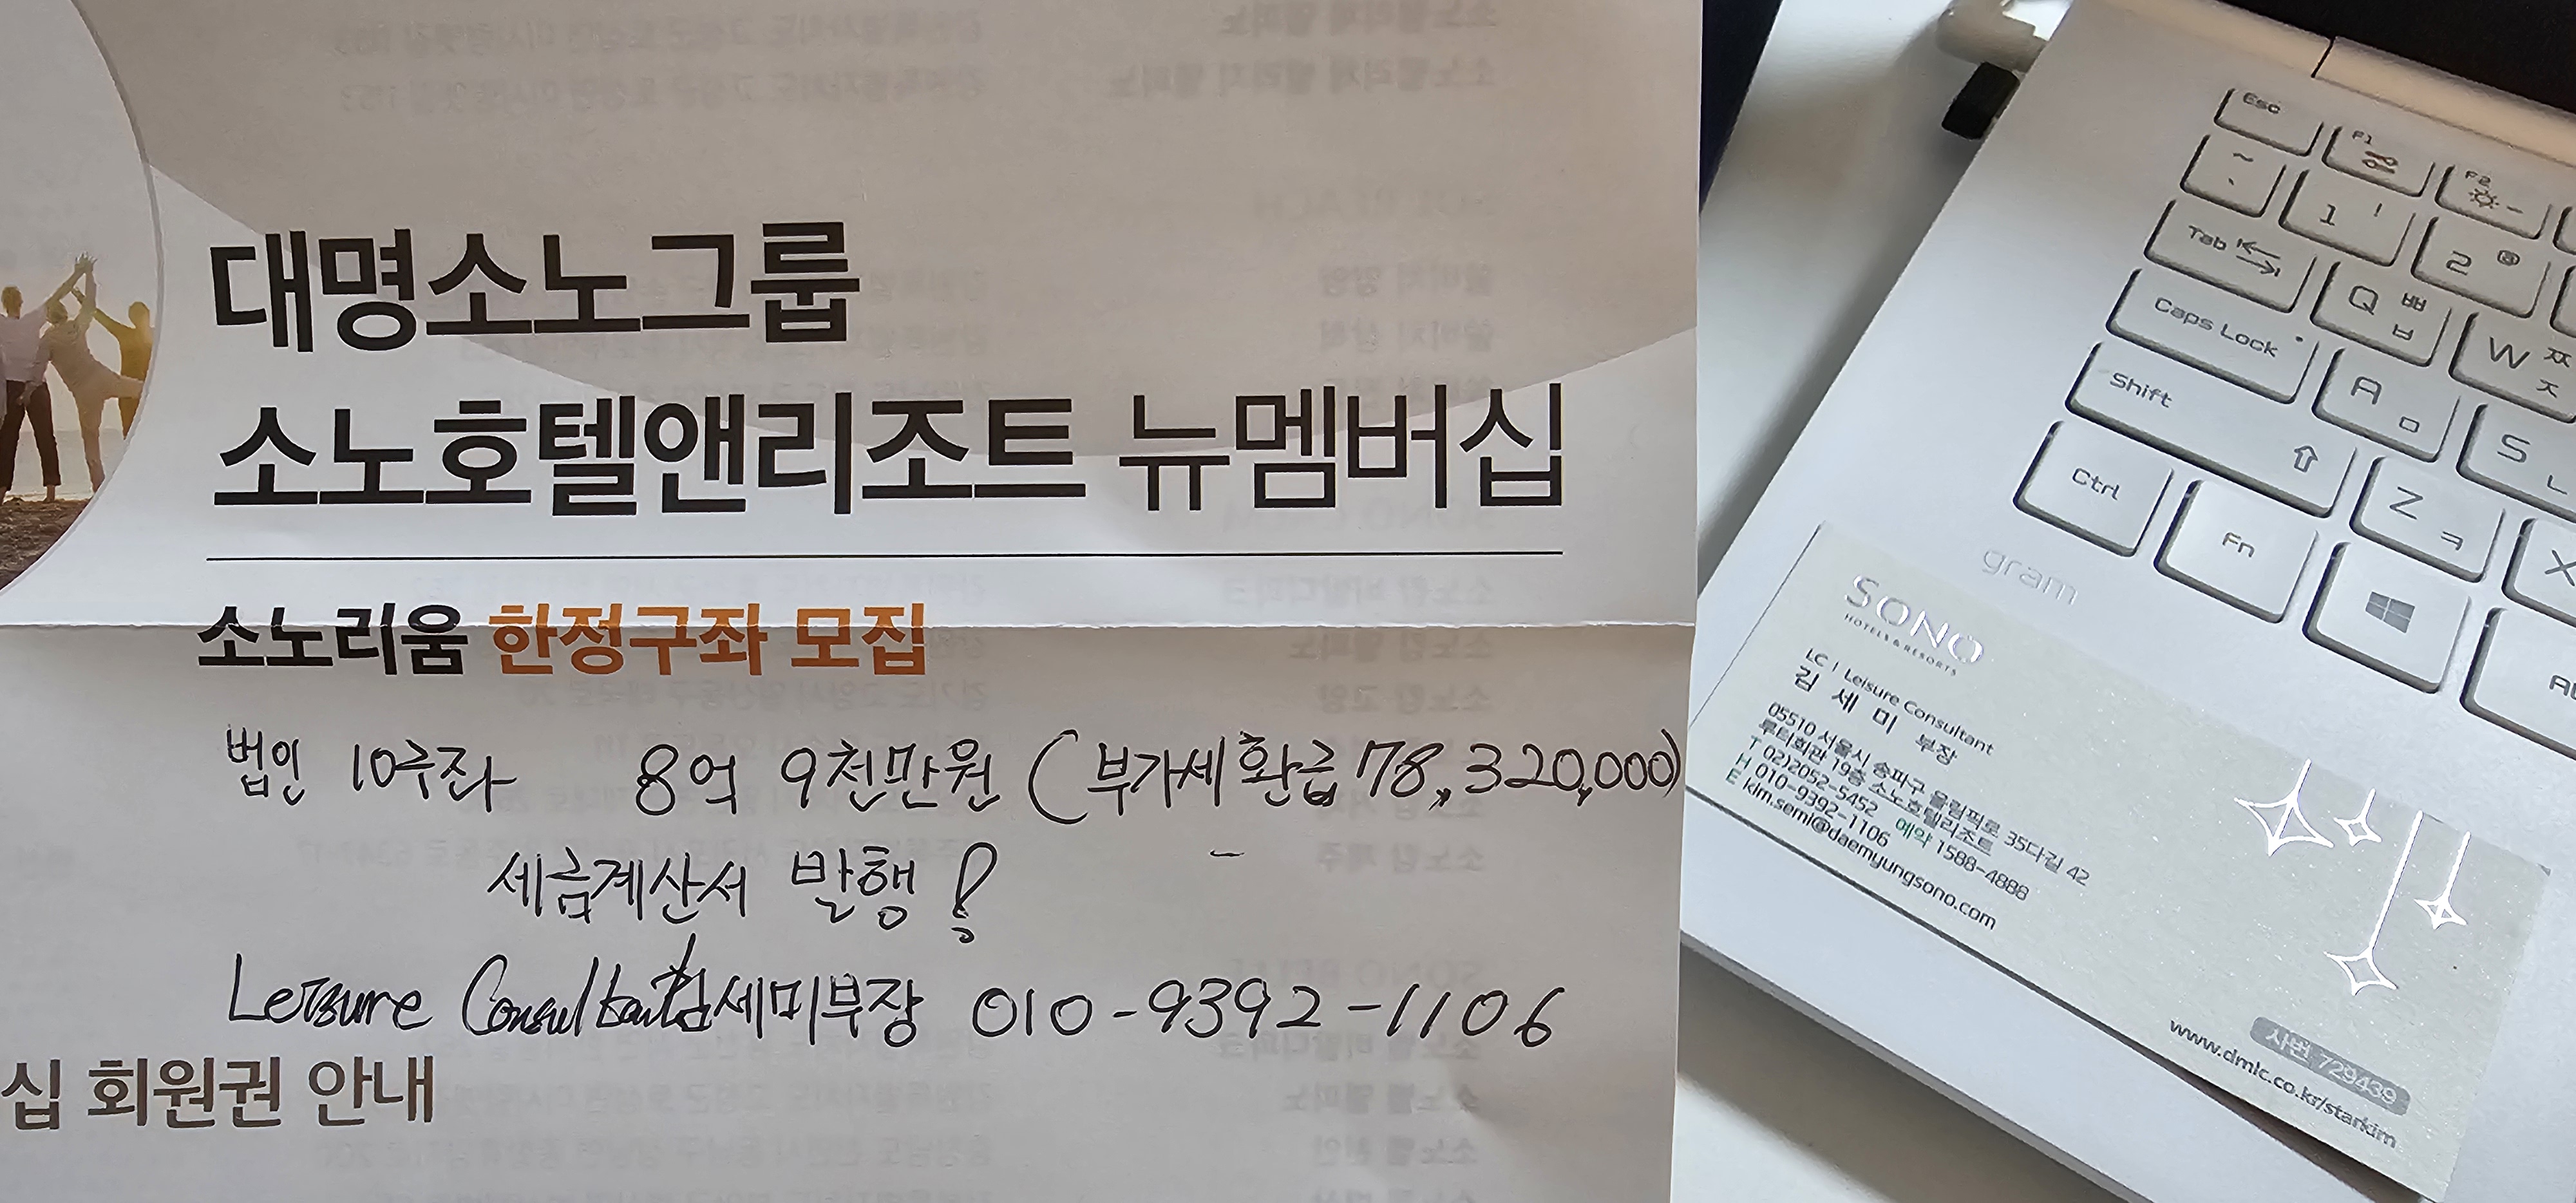 대명소노그룹
소노호텔앤리조트 뉴멤버십
소노리움 한정구좌 모집
법인 10구좌 8억 9천만원 (부가세환급 78,320,000)
세금계산서 발행!
Leisure Consultant 김세미부장 010-9392-1106
십 회원권 안내
Esc
F1
F2
~ `
1 !
2 @
Tab
Q ㅃ ㅂ
W ㅉ ㅈ
Caps Lock
A ㅁ
S ㄴ
Shift
Z ㅋ
X
Ctrl
Fn
gram
SONO
HOTELS & RESORTS
LC | Leisure Consultant
김 세 미 부장
05510 서울시 송파구 올림픽로 35다길 42
루터회관 19층 소노호텔리조트
T 02)2052-5452 예약 1588-4888
H 010-9392-1106
E kim.semi@daemyungsono.com
사번 729439
www.dmlc.co.kr/starkim